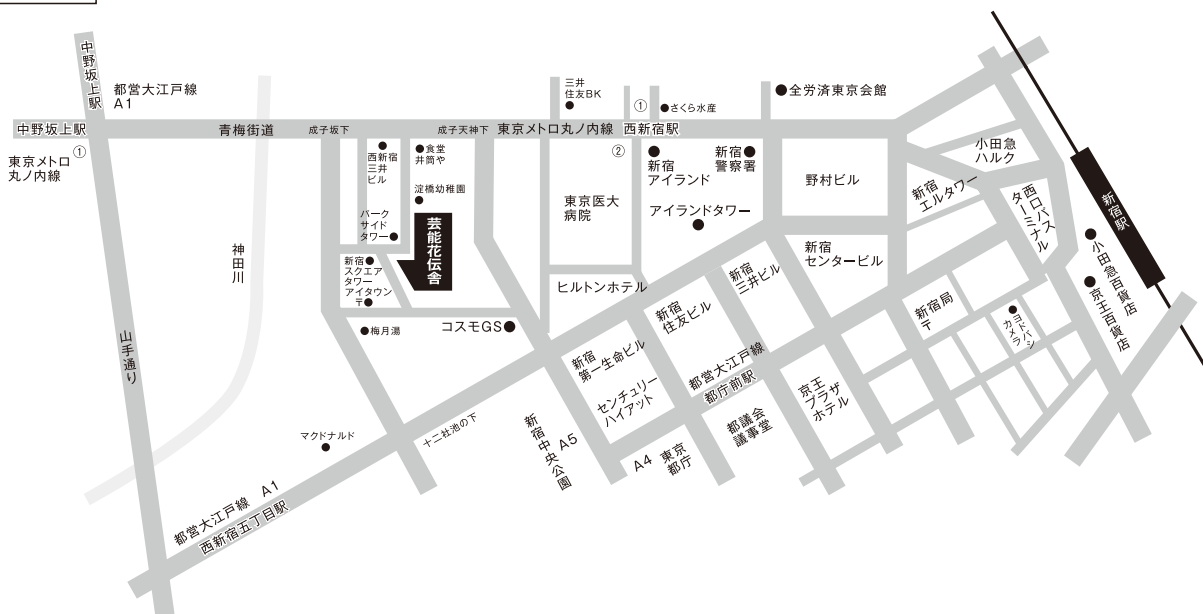 中野坂上駅
都営大江戸線
A1
中野坂上駅
①
東京メトロ
丸ノ内線
青梅街道
成子坂下
成子天神下
東京メトロ丸ノ内線
西新宿駅
①
②
三井
住友BK
さくら水産
全労済東京会館
西新宿
三井
ビル
食堂
井筒や
淀橋幼稚園
パーク
サイド
タワー
芸能花伝舎
新宿
スクエア
タワー
アイタウン
〒
梅月湯
コスモGS
神田川
山手通り
東京医大
病院
新宿
アイランド
新宿
警察署
アイランドタワー
野村ビル
新宿
エルタワー
小田急
ハルク
西口バス
ターミナル
新宿駅
小田急百貨店
京王百貨店
ヒルトンホテル
新宿
センタービル
新宿
三井ビル
新宿
住友ビル
新宿
第一生命ビル
センチュリー
ハイアット
都営大江戸線
都庁前駅
京王
プラザ
ホテル
新宿局
〒
ヨドバシ
カメラ
都議会
議事堂
東京
都庁
A4
A5
新宿中央公園
十二社池の下
マクドナルド
都営大江戸線 A1
西新宿五丁目駅